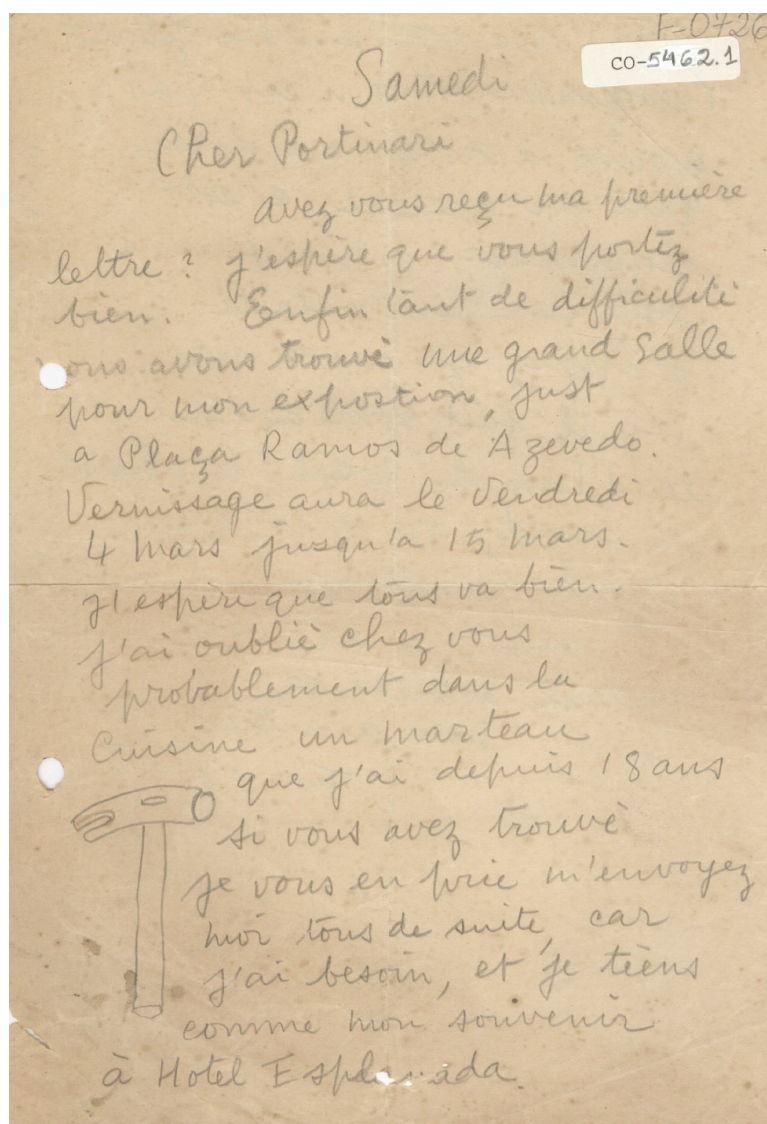 F-0726
CO-5462.1
Samedi
Cher Portinari
avez vous reçu ma première
lettre ? J'espère que vous portez
bien. Enfin tant de difficulité
ous avons trouvé une grand Salle
pour mon expostion, just
a Plaça Ramos de Azevedo.
Vernissage aura le Vendredi
4 Mars jusqu'a 15 Mars.
J'espère que tous va bien.
J'ai oublié chez vous
probablement dans la
Cuisine un marteau
que j'ai depuis 18 ans
si vous avez trouvé
je vous en prie m'envoyez
moi tous de suite, car
j'ai besoin, et je tièns
comme mon souvenir
à Hotel Esplanada.